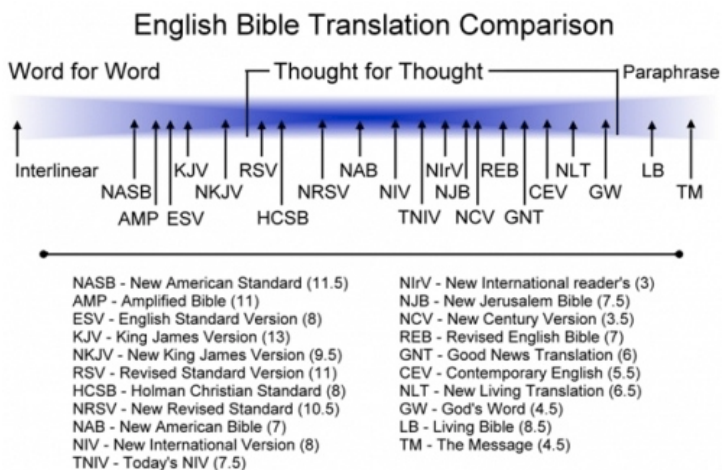 English Bible Translation Comparison
Word for Word
Thought for Thought
Paraphrase
Interlinear
NASB
AMP
ESV
KJV
NKJV
RSV
HCSB
NRSV
NAB
NIV
TNIV
NIrV
NJB
NCV
REB
GNT
CEV
NLT
GW
LB
TM
NASB - New American Standard (11.5)
AMP - Amplified Bible (11)
ESV - English Standard Version (8)
KJV - King James Version (13)
NKJV - New King James Version (9.5)
RSV - Revised Standard Version (11)
HCSB - Holman Christian Standard (8)
NRSV - New Revised Standard (10.5)
NAB - New American Bible (7)
NIV - New International Version (8)
TNIV - Today's NIV (7.5)
NIrV - New International reader's (3)
NJB - New Jerusalem Bible (7.5)
NCV - New Century Version (3.5)
REB - Revised English Bible (7)
GNT - Good News Translation (6)
CEV - Contemporary English (5.5)
NLT - New Living Translation (6.5)
GW - God's Word (4.5)
LB - Living Bible (8.5)
TM - The Message (4.5)